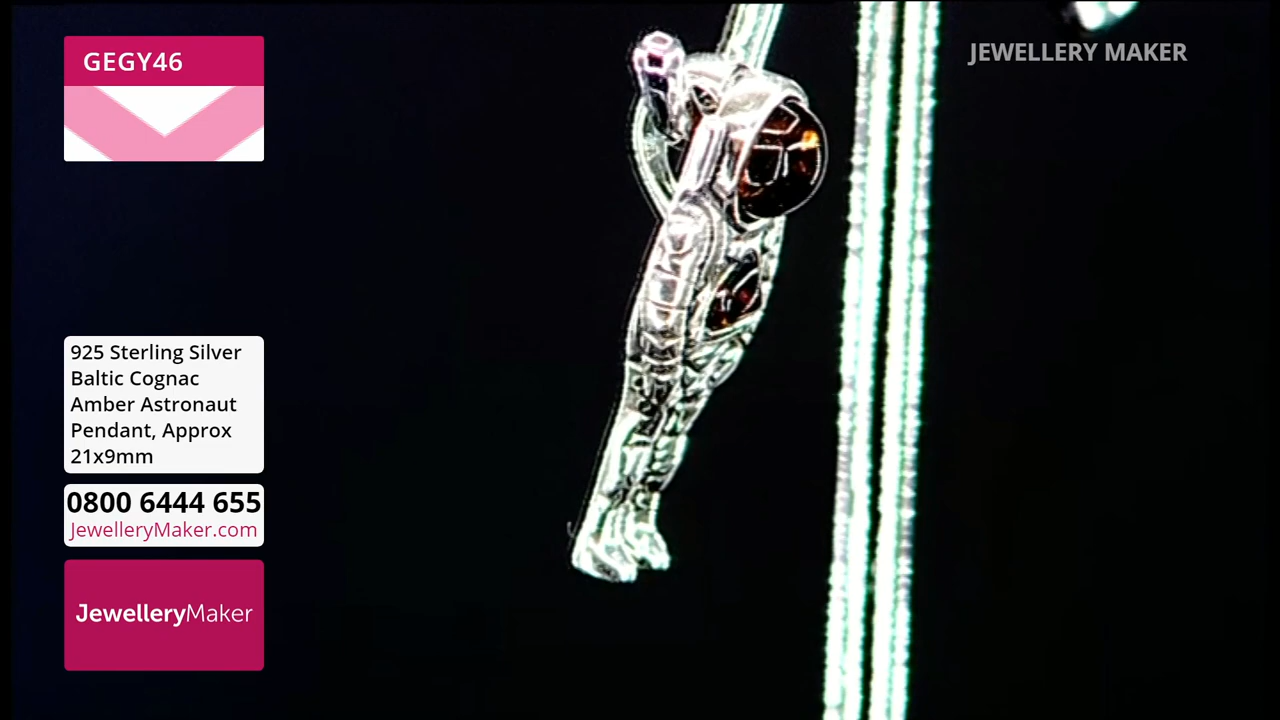 GEGY46
JEWELLERY MAKER
925 Sterling Silver
Baltic Cognac
Amber Astronaut
Pendant, Approx
21x9mm
0800 6444 655
JewelleryMaker.com
JewelleryMaker